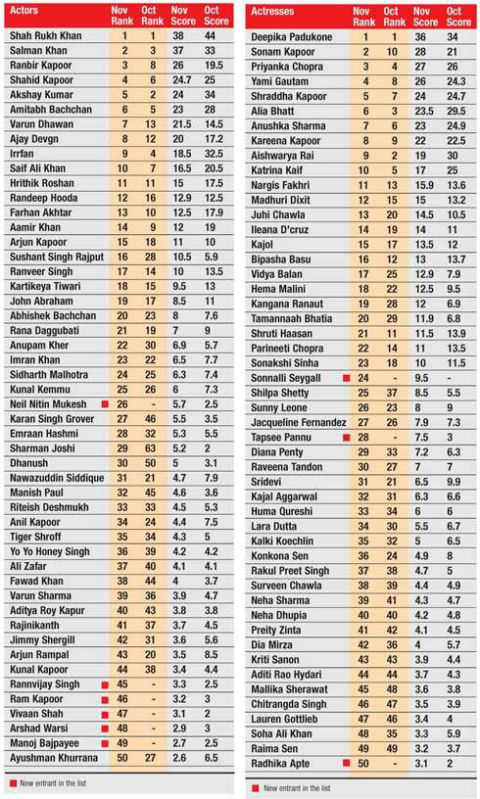 Actors Nov Rank Oct Rank Nov Score Oct Score
Shah Rukh Khan 1 1 38 44
Salman Khan 2 3 37 33
Ranbir Kapoor 3 8 26 19.5
Shahid Kapoor 4 6 24.7 25
Akshay Kumar 5 2 24 34
Amitabh Bachchan 6 5 23 28
Varun Dhawan 7 13 21.5 14.5
Ajay Devgn 8 12 20 17.2
Irrfan 9 4 18.5 32.5
Saif Ali Khan 10 7 16.5 20.5
Hrithik Roshan 11 11 15 17.5
Randeep Hooda 12 16 12.9 12.5
Farhan Akhtar 13 10 12.5 17.9
Aamir Khan 14 9 12 19
Arjun Kapoor 15 18 11 10
Sushant Singh Rajput 16 28 10.5 5.9
Ranveer Singh 17 14 10 13.5
Kartikeya Tiwari 18 15 9.5 13
John Abraham 19 17 8.5 11
Abhishek Bachchan 20 23 8 7.6
Rana Daggubati 21 19 7 9
Anupam Kher 22 30 6.9 5.7
Imran Khan 23 22 6.5 7.7
Sidharth Malhotra 24 25 6.3 7.4
Kunal Kemmu 25 26 6 7.3
Neil Nitin Mukesh 26 - 5.7 2.5
Karan Singh Grover 27 46 5.5 3.5
Emraan Hashmi 28 32 5.3 5.5
Sharman Joshi 29 63 5.2 2
Dhanush 30 50 5 3.1
Nawazuddin Siddique 31 21 4.7 7.9
Manish Paul 32 45 4.6 3.6
Riteish Deshmukh 33 33 4.5 5.3
Anil Kapoor 34 24 4.4 7.5
Tiger Shroff 35 34 4.3 5
Yo Yo Honey Singh 36 39 4.2 4.2
Ali Zafar 37 40 4.1 4.1
Fawad Khan 38 44 4 3.7
Varun Sharma 39 36 3.9 4.7
Aditya Roy Kapur 40 43 3.8 3.8
Rajinikanth 41 37 3.7 4.5
Jimmy Shergill 42 31 3.6 5.6
Arjun Rampal 43 20 3.5 8.5
Kunal Kapoor 44 38 3.4 4.4
Rannvijay Singh 45 - 3.3 2.5
Ram Kapoor 46 - 3.2 3
Vivaan Shah 47 - 3.1 2
Arshad Warsi 48 - 2.9 3
Manoj Bajpayee 49 - 2.7 2.5
Ayushman Khurrana 50 27 2.6 6.5
New entrant in the list
Actresses Nov Rank Oct Rank Nov Score Oct Score
Deepika Padukone 1 1 36 34
Sonam Kapoor 2 10 28 21
Priyanka Chopra 3 4 27 26
Yami Gautam 4 8 26 24.3
Shraddha Kapoor 5 7 24 24.7
Alia Bhatt 6 3 23.5 29.5
Anushka Sharma 7 6 23 24.9
Kareena Kapoor 8 9 22 22.5
Aishwarya Rai 9 2 19 30
Katrina Kaif 10 5 17 25
Nargis Fakhri 11 13 15.9 13.6
Madhuri Dixit 12 15 15 13.2
Juhi Chawla 13 20 14.5 10.5
Ileana D'cruz 14 19 14 11
Kajol 15 17 13.5 12
Bipasha Basu 16 12 13 13.7
Vidya Balan 17 25 12.9 7.9
Hema Malini 18 22 12.5 9.5
Kangana Ranaut 19 28 12 6.9
Tamannaah Bhatia 20 29 11.9 6.8
Shruti Haasan 21 11 11.5 13.9
Parineeti Chopra 22 14 11 13.5
Sonakshi Sinha 23 18 10 11.5
Sonnalli Seygall 24 - 9.5 -
Shilpa Shetty 25 37 8.5 5.5
Sunny Leone 26 23 8 9
Jacqueline Fernandez 27 26 7.9 7.3
Tapsee Pannu 28 - 7.5 3
Diana Penty 29 33 7.2 6.3
Raveena Tandon 30 27 7 7
Sridevi 31 21 6.5 9.9
Kajal Aggarwal 32 31 6.3 6.6
Huma Qureshi 33 34 6 6
Lara Dutta 34 30 5.5 6.7
Kalki Koechlin 35 32 5 6.5
Konkona Sen 36 24 4.9 8
Rakul Preet Singh 37 38 4.7 5
Surveen Chawla 38 39 4.4 4.9
Neha Sharma 39 41 4.3 4.7
Neha Dhupia 40 40 4.2 4.8
Preity Zinta 41 42 4.1 4.5
Dia Mirza 42 36 4 5.7
Kriti Sanon 43 43 3.9 4.4
Aditi Rao Hydari 44 44 3.7 4.3
Mallika Sherawat 45 48 3.6 3.8
Chitrangda Singh 46 47 3.5 3.9
Lauren Gottlieb 47 46 3.4 4
Soha Ali Khan 48 35 3.3 5.9
Raima Sen 49 49 3.2 3.7
Radhika Apte 50 - 3.1 2
New entrant in the list